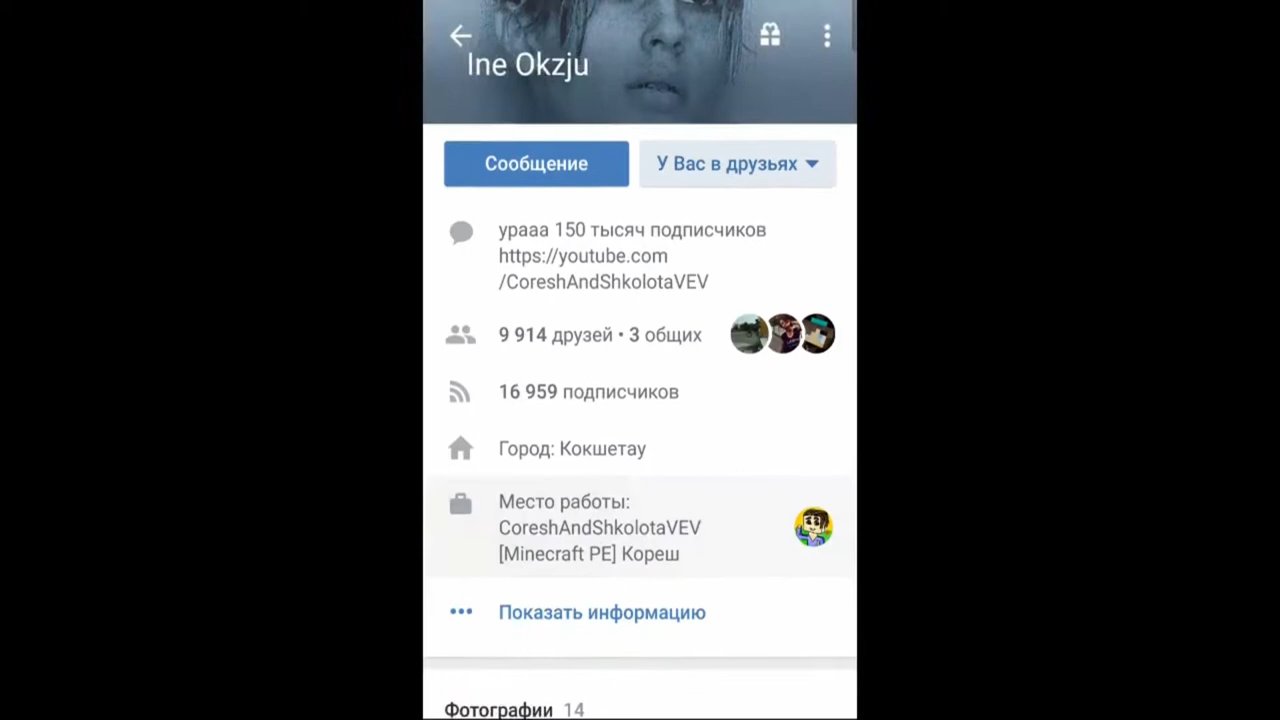 Ine Okzju
Сообщение
У Вас в друзьях
урааа 150 тысяч подписчиков
https://youtube.com
/CoreshAndShkolotaVEV
9 914 друзей • 3 общих
16 959 подписчиков
Город: Кокшетау
Место работы:
CoreshAndShkolotaVEV
[Minecraft PE] Кореш
Показать информацию
Фотографии 14